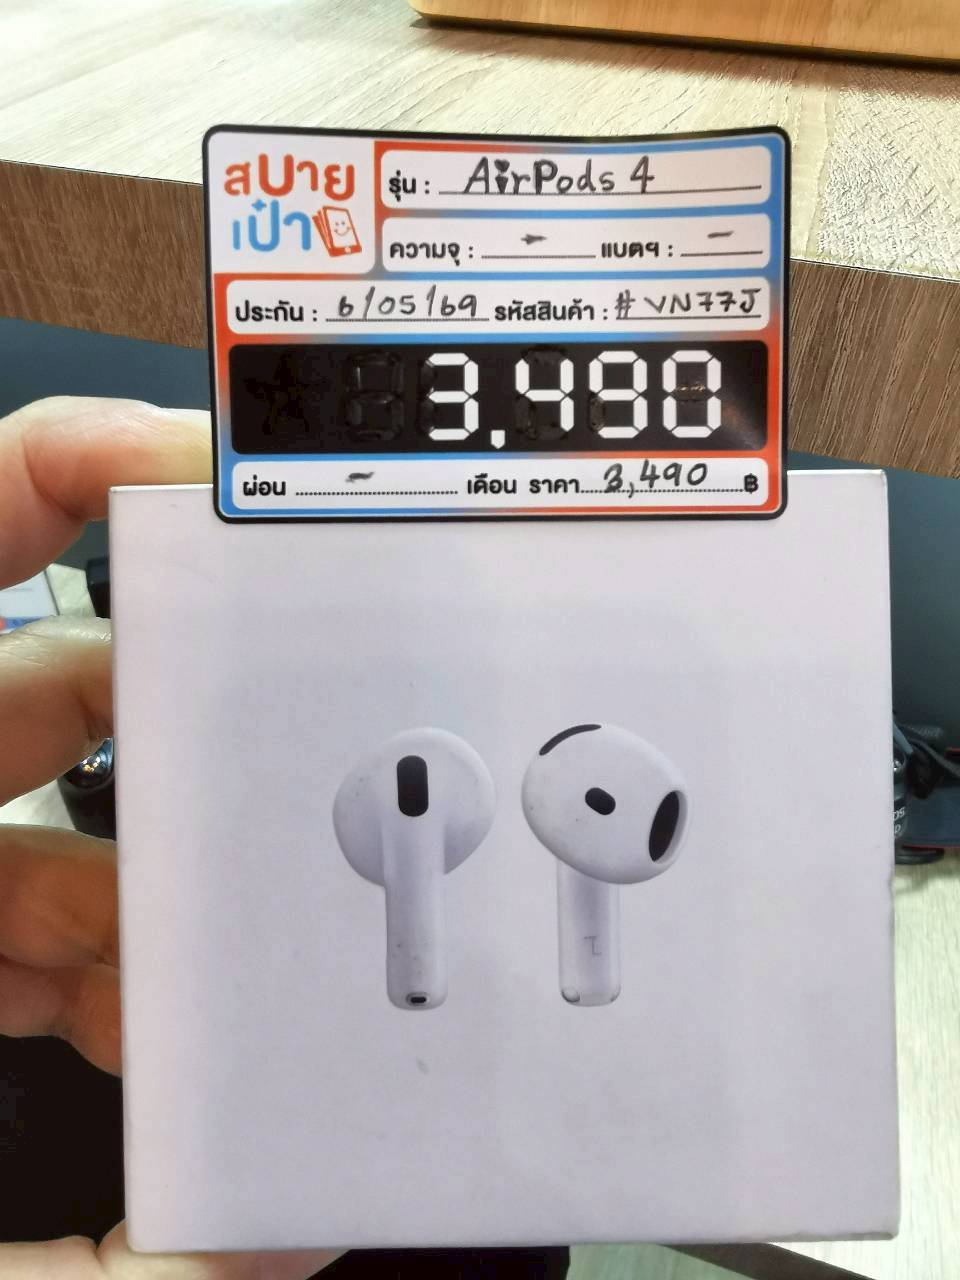 สบาย
เป๋า
รุ่น : AirPods 4
ความจุ : - แบตฯ : -
ประกัน : 6/05/69 รหัสสินค้า : #VN77J
3,490
ผ่อน - เดือน ราคา 3,490 ฿